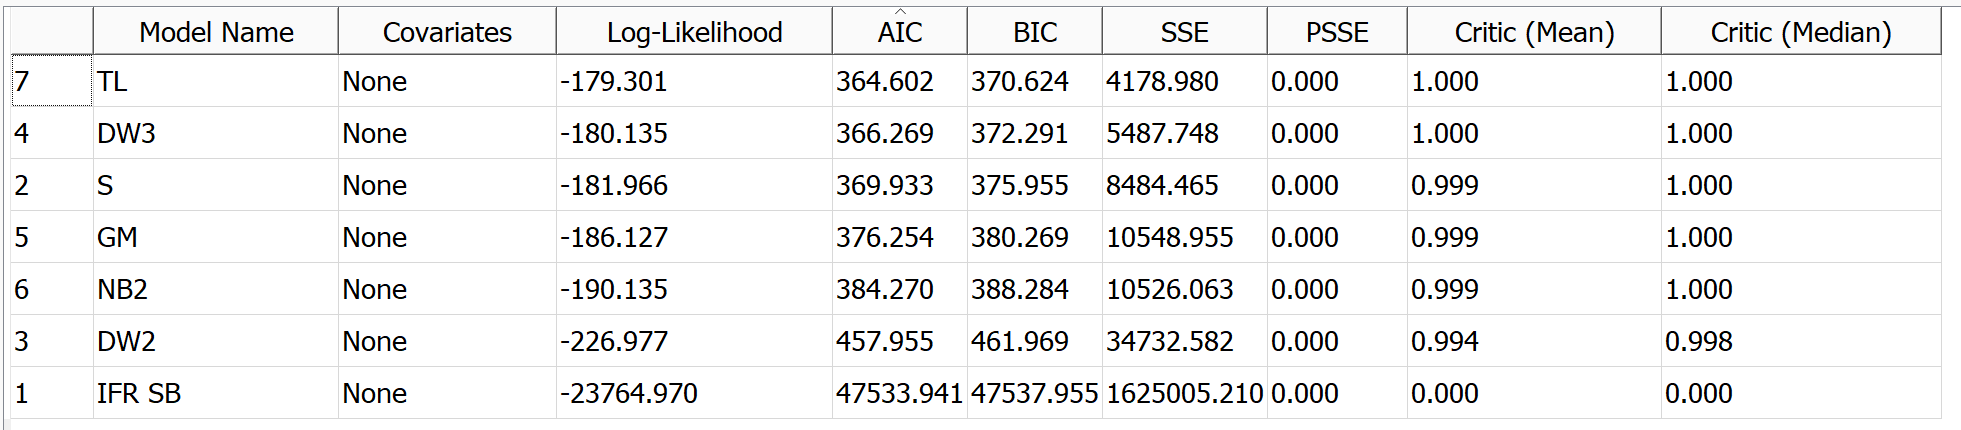 Model Name Covariates Log-Likelihood AIC BIC SSE PSSE Critic (Mean) Critic (Median)
7 TL None -179.301 364.602 370.624 4178.980 0.000 1.000 1.000
4 DW3 None -180.135 366.269 372.291 5487.748 0.000 1.000 1.000
2 S None -181.966 369.933 375.955 8484.465 0.000 0.999 1.000
5 GM None -186.127 376.254 380.269 10548.955 0.000 0.999 1.000
6 NB2 None -190.135 384.270 388.284 10526.063 0.000 0.999 1.000
3 DW2 None -226.977 457.955 461.969 34732.582 0.000 0.994 0.998
1 IFR SB None -23764.970 47533.941 47537.955 1625005.210 0.000 0.000 0.000